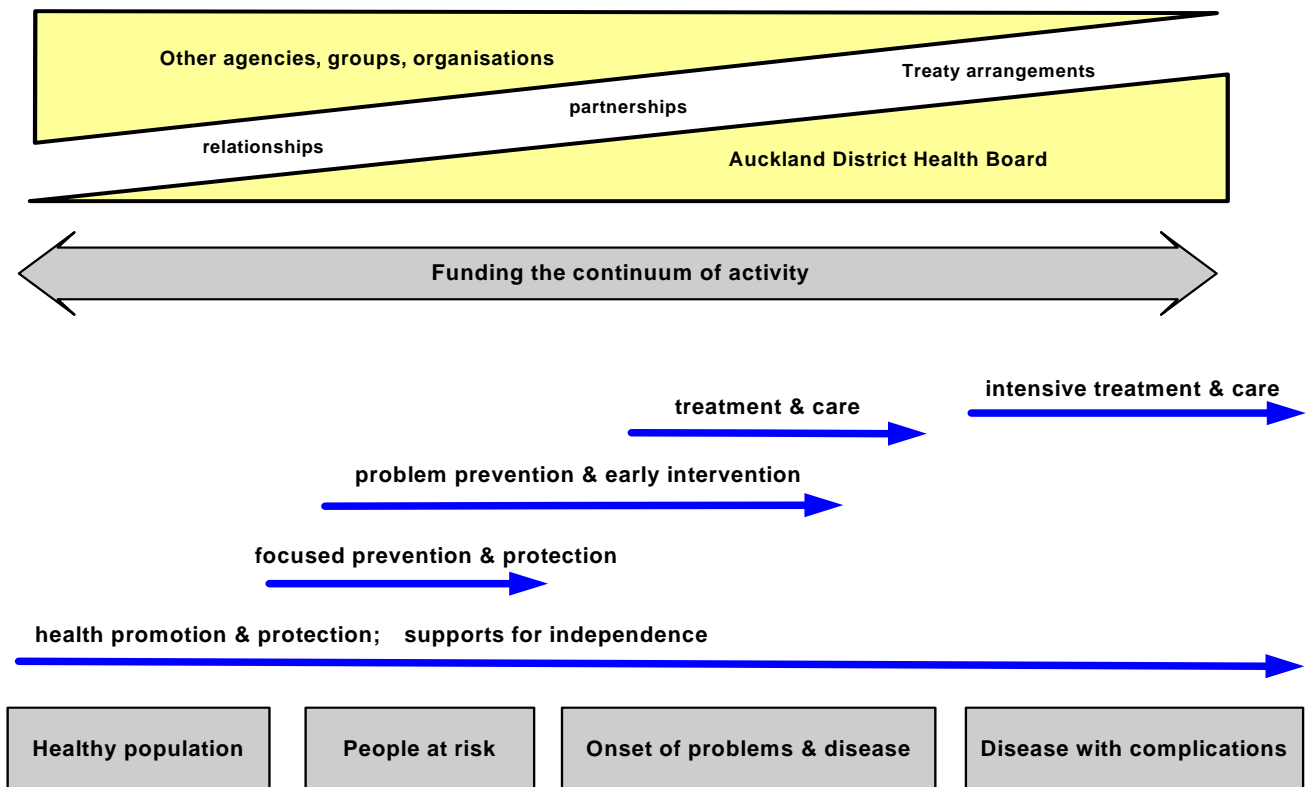 Other agencies, groups, organisations
Treaty arrangements
partnerships
relationships
Auckland District Health Board
Funding the continuum of activity
intensive treatment & care
treatment & care
problem prevention & early intervention
focused prevention & protection
health promotion & protection; supports for independence
Healthy population
People at risk
Onset of problems & disease
Disease with complications